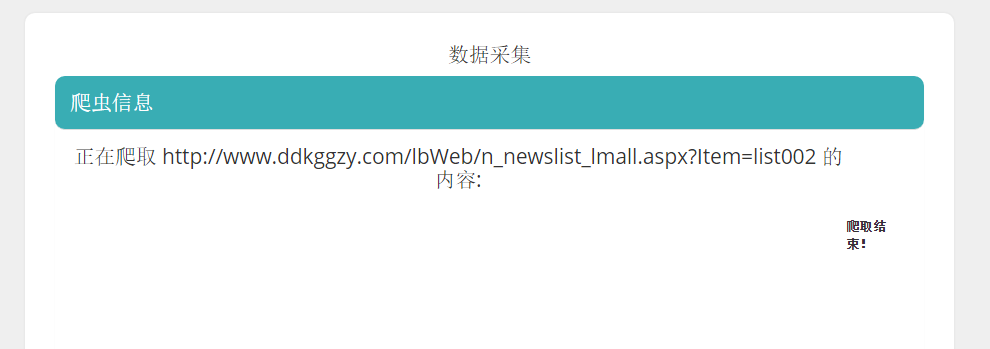 数据采集
爬虫信息
正在爬取 http://www.ddkggzy.com/lbWeb/n_newslist_lmall.aspx?Item=list002 的
内容:
爬取结
束!